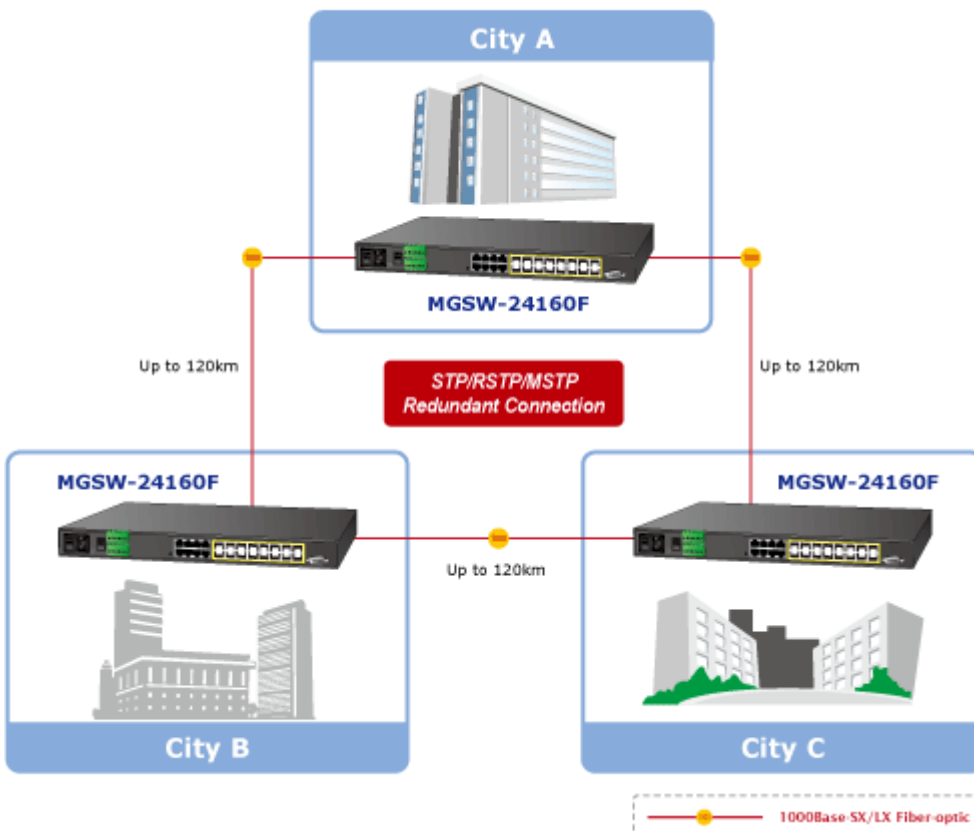 City A
MGSW-24160F
Up to 120km
Up to 120km
STP/RSTP/MSTP
Redundant Connection
MGSW-24160F
MGSW-24160F
Up to 120km
City B
City C
1000Base-SX/LX Fiber-optic